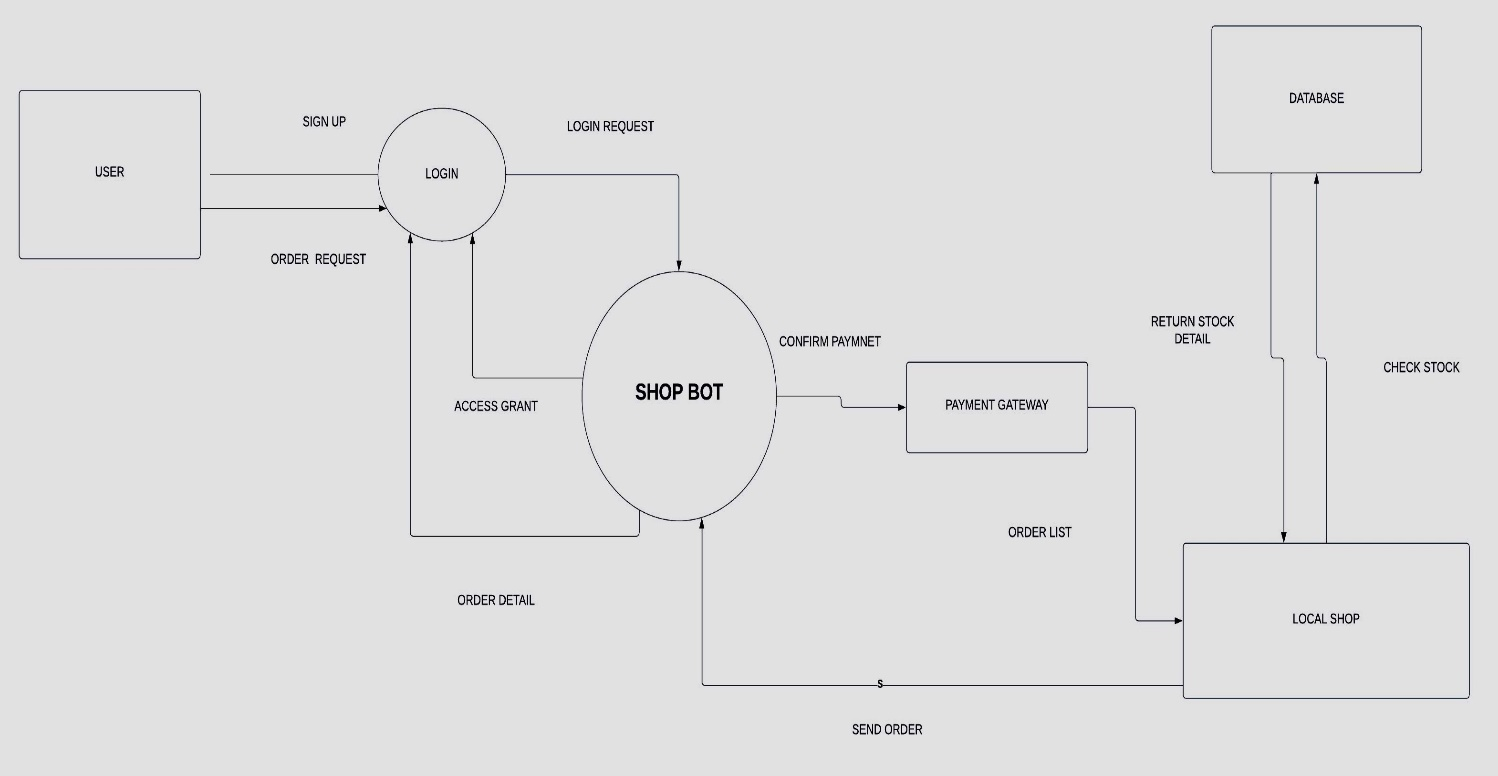 DATABASE
SIGN UP
LOGIN REQUEST
USER
LOGIN
ORDER  REQUEST
RETURN STOCK
DETAIL
CONFIRM PAYMNET
CHECK STOCK
SHOP BOT
ACCESS GRANT
PAYMENT GATEWAY
ORDER LIST
ORDER DETAIL
LOCAL SHOP
S
SEND ORDER